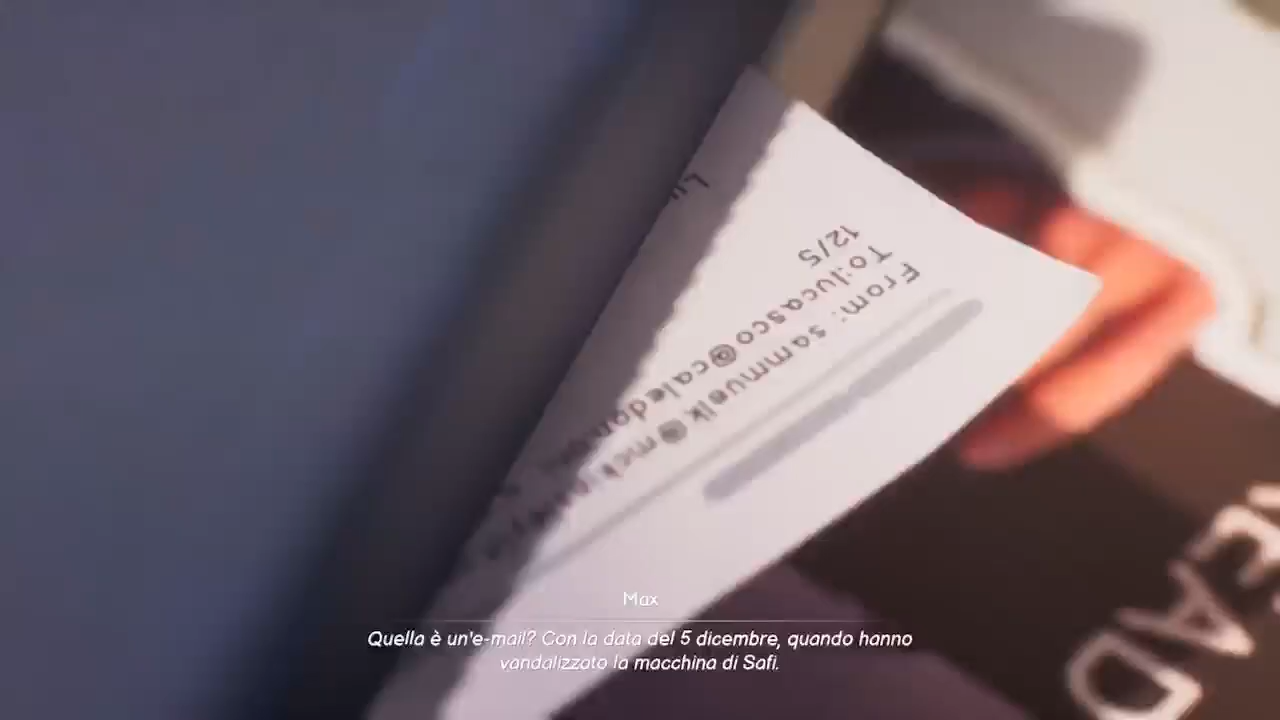 From: sammuelk@
To:lucasco@caledon
12/5
EAD
Max
Quella è un'e-mail? Con la data del 5 dicembre, quando hanno
vandalizzato la macchina di Safi.